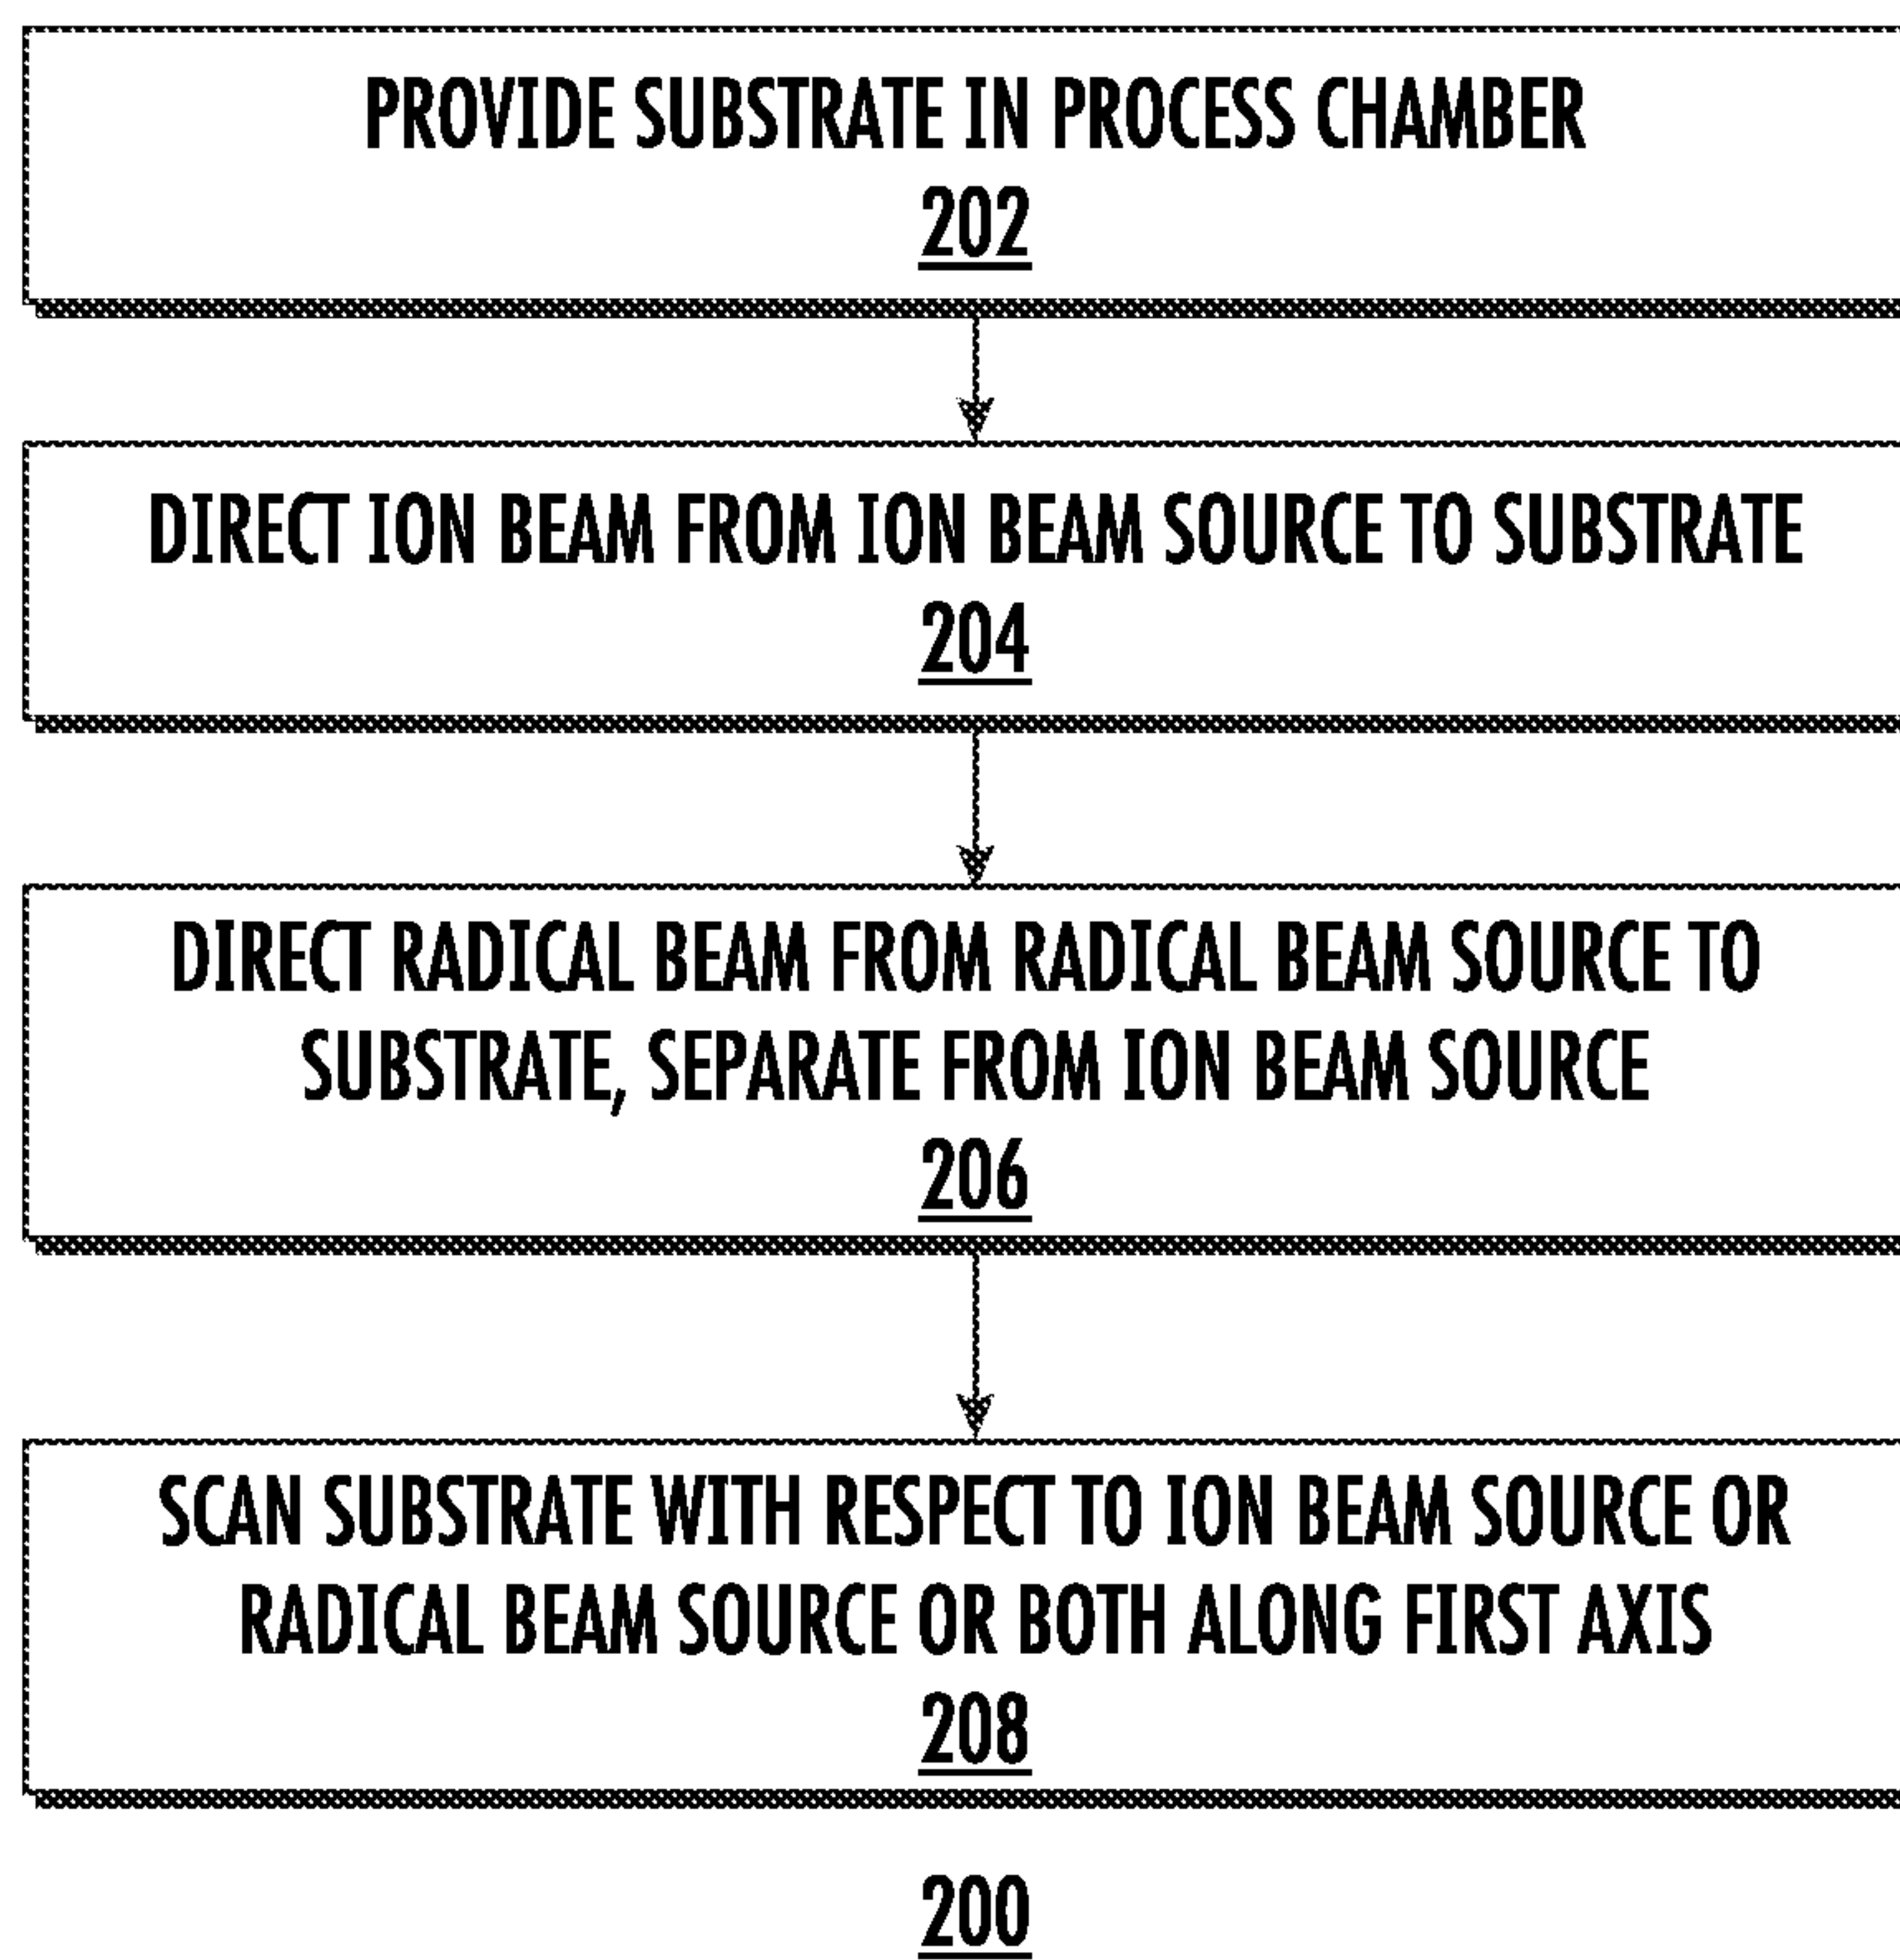 PROVIDE SUBSTRATE IN PROCESS CHAMBER
202
DIRECT ION BEAM FROM ION BEAM SOURCE TO SUBSTRATE
204
DIRECT RADICAL BEAM FROM RADICAL BEAM SOURCE TO
SUBSTRATE, SEPARATE FROM ION BEAM SOURCE
206
SCAN SUBSTRATE WITH RESPECT TO ION BEAM SOURCE OR
RADICAL BEAM SOURCE OR BOTH ALONG FIRST AXIS
208
200